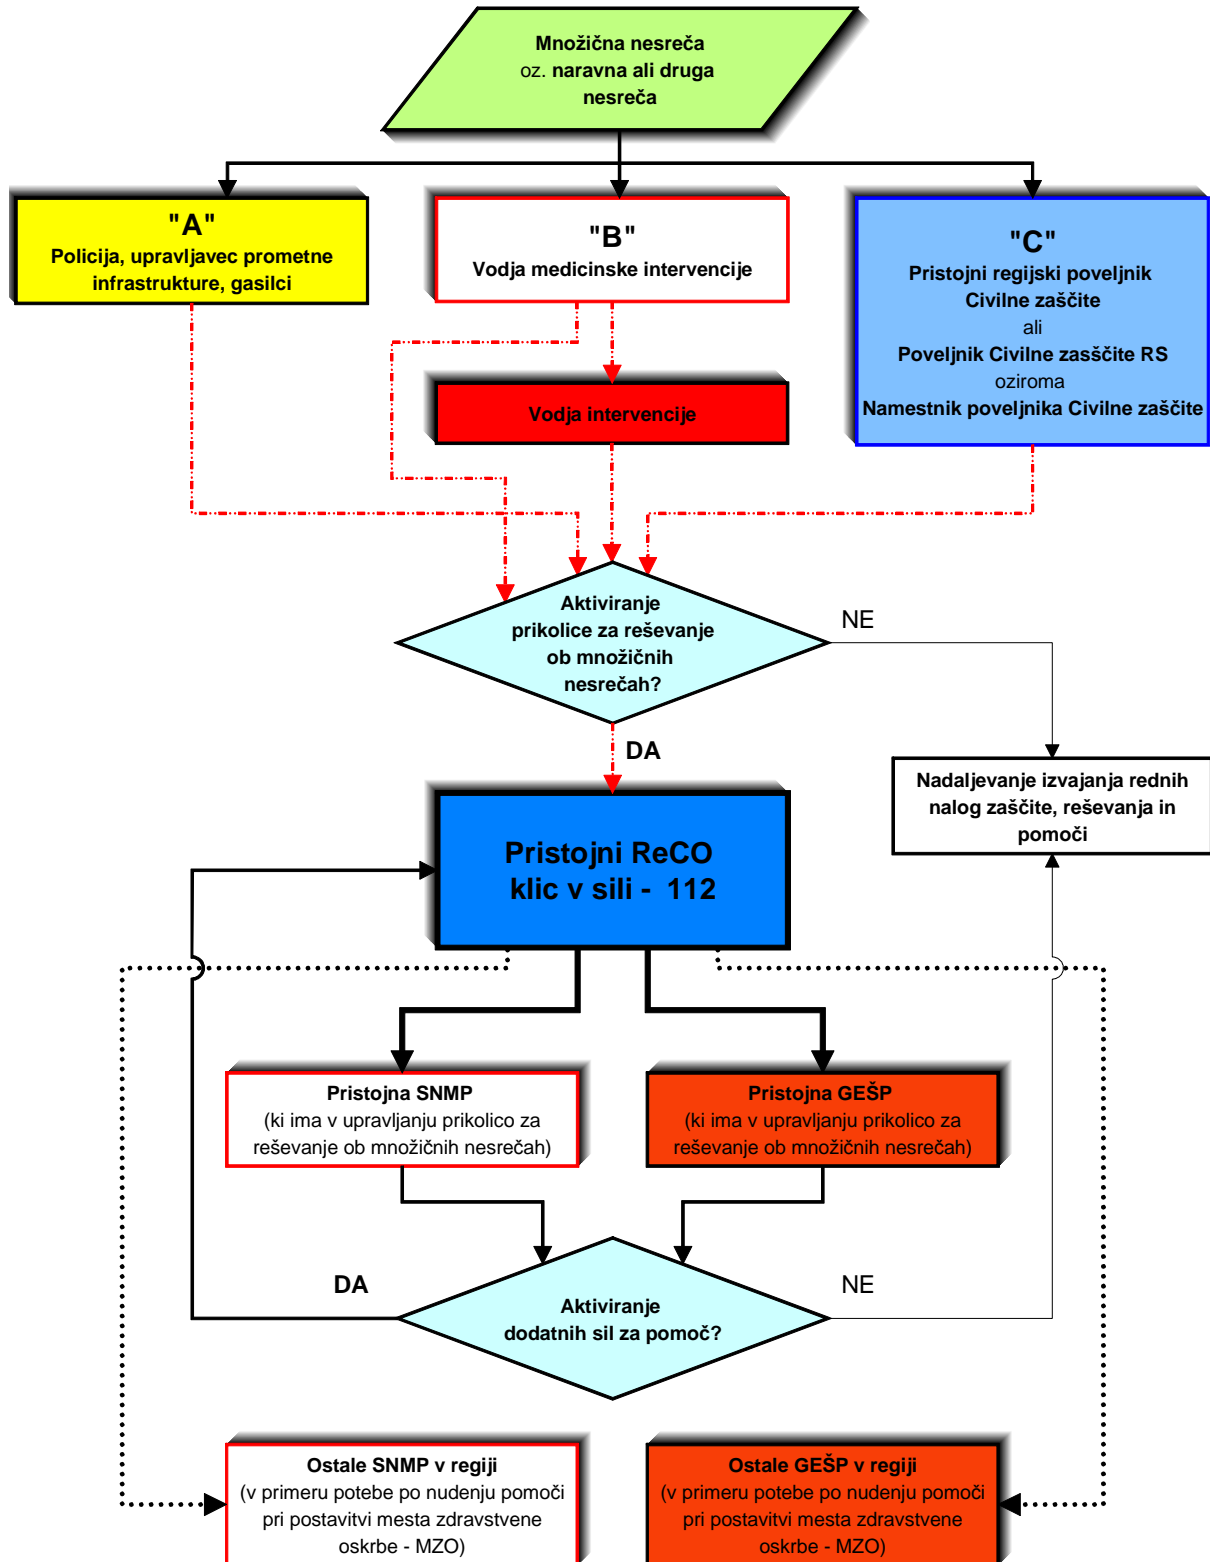 Množična nesreča
oz. naravna ali druga
nesreča
"A"
Policija, upravljavec prometne
infrastrukture, gasilci
"B"
Vodja medicinske intervencije
"C"
Pristojni regijski poveljnik
Civilne zaščite
ali
Poveljnik Civilne zasščite RS
oziroma
Namestnik poveljnika Civilne zaščite
Vodja intervencije
Aktiviranje
prikolice za reševanje
ob množičnih
nesrečah?
NE
DA
Nadaljevanje izvajanja rednih
nalog zaščite, reševanja in
pomoči
Pristojni ReCO
klic v sili - 112
Pristojna SNMP
(ki ima v upravljanju prikolico za
reševanje ob množičnih nesrečah)
Pristojna GEŠP
(ki ima v upravljanju prikolico za
reševanje ob množičnih nesrečah)
DA
Aktiviranje
dodatnih sil za pomoč?
NE
Ostale SNMP v regiji
(v primeru potebe po nudenju pomoči
pri postavitvi mesta zdravstvene
oskrbe - MZO)
Ostale GEŠP v regiji
(v primeru potebe po nudenju pomoči
pri postavitvi mesta zdravstvene
oskrbe - MZO)